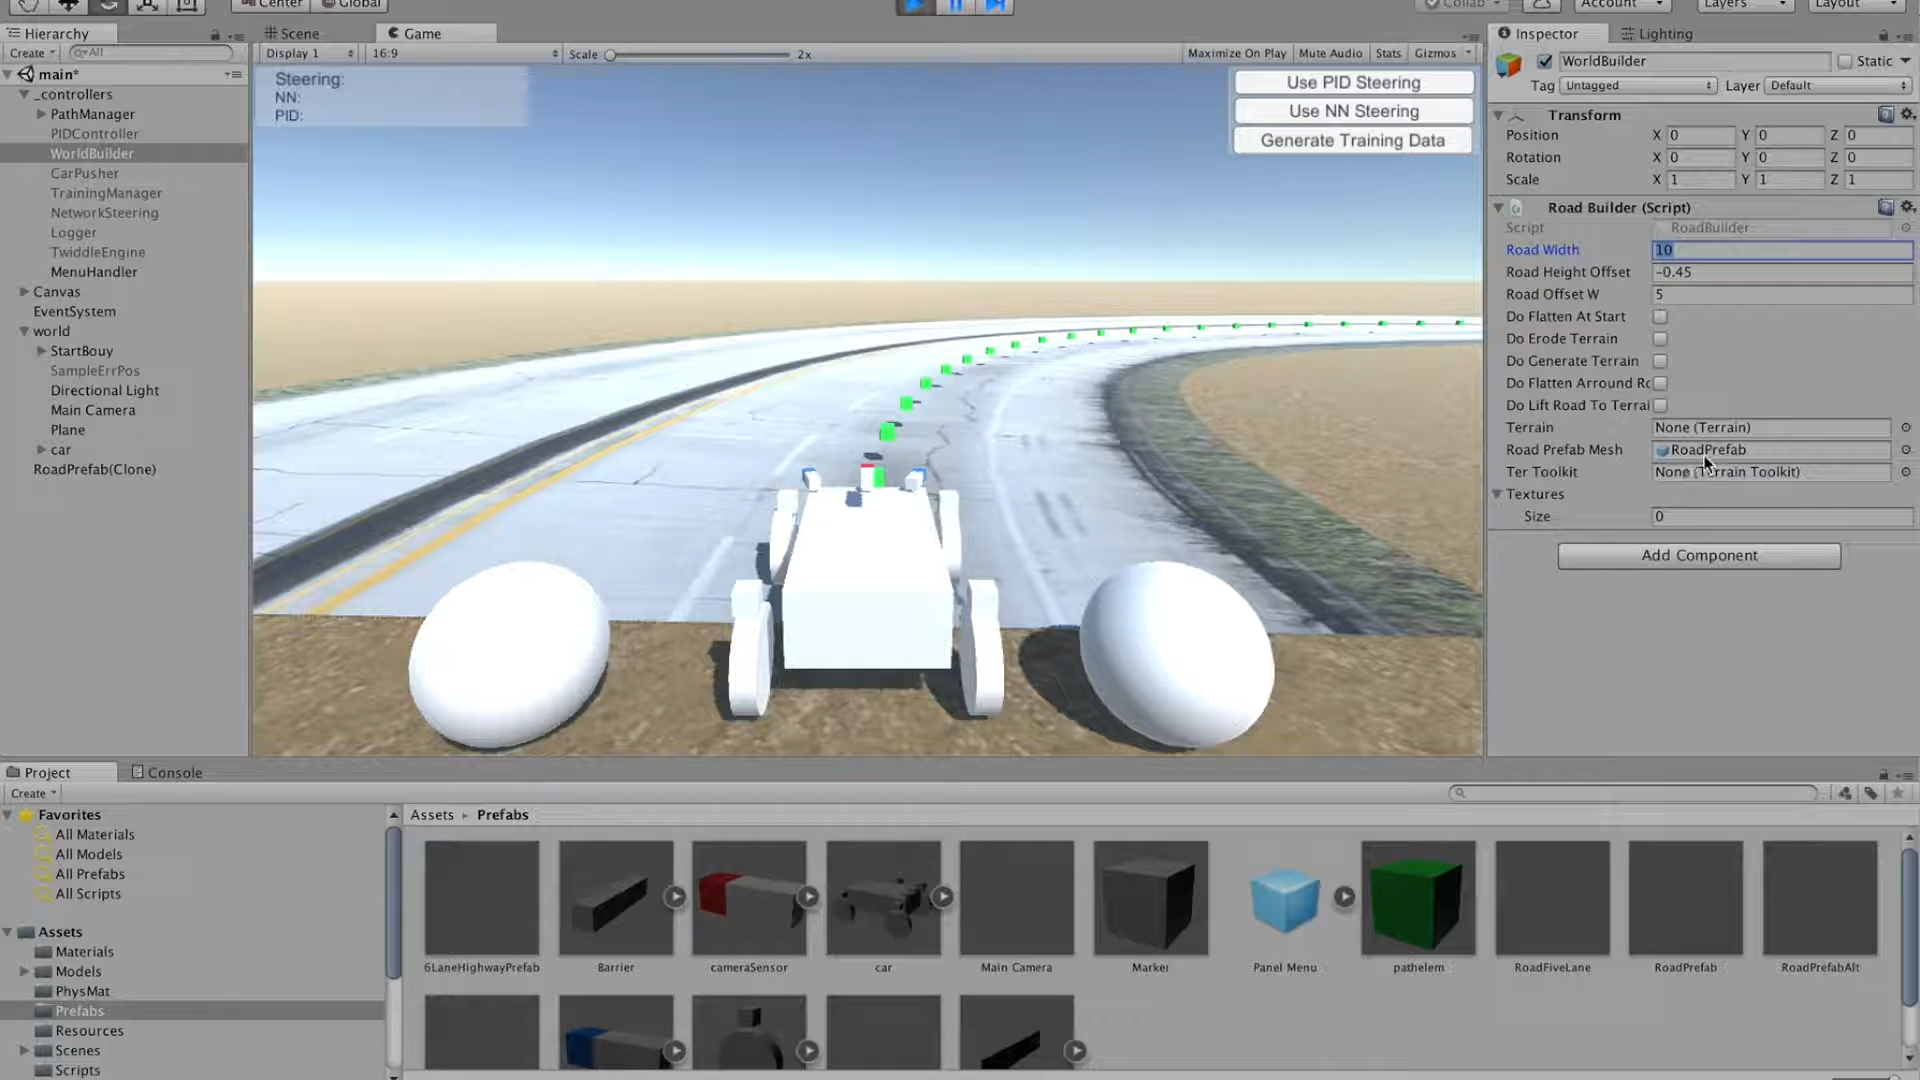 Center
Global
Collab
Account
Layers
Layout
Hierarchy
Create
All
main*
_controllers
PathManager
PIDController
WorldBuilder
CarPusher
TrainingManager
NetworkSteering
Logger
TwiddleEngine
MenuHandler
Canvas
EventSystem
world
StartBouy
SampleErrPos
Directional Light
Main Camera
Plane
car
RoadPrefab(Clone)
Scene
Game
Display 1
16:9
Scale
2x
Maximize On Play
Mute Audio
Stats
Gizmos
Steering:
NN:
PID:
Use PID Steering
Use NN Steering
Generate Training Data
Inspector
Lighting
WorldBuilder
Static
Tag Untagged
Layer Default
Transform
Position X 0 Y 0 Z 0
Rotation X 0 Y 0 Z 0
Scale X 1 Y 1 Z 1
Road Builder (Script)
Script RoadBuilder
Road Width 10
Road Height Offset -0.45
Road Offset W 5
Do Flatten At Start
Do Erode Terrain
Do Generate Terrain
Do Flatten Arround Ro
Do Lift Road To Terrai
Terrain None (Terrain)
Road Prefab Mesh RoadPrefab
Ter Toolkit None (Terrain Toolkit)
Textures
Size 0
Add Component
Project
Console
Create
Favorites
All Materials
All Models
All Prefabs
All Scripts
Assets
Materials
Models
PhysMat
Prefabs
Resources
Scenes
Scripts
Assets Prefabs
6LaneHighwayPrefab
Barrier
cameraSensor
car
Main Camera
Marker
Panel Menu
pathelem
RoadFiveLane
RoadPrefab
RoadPrefabAlt